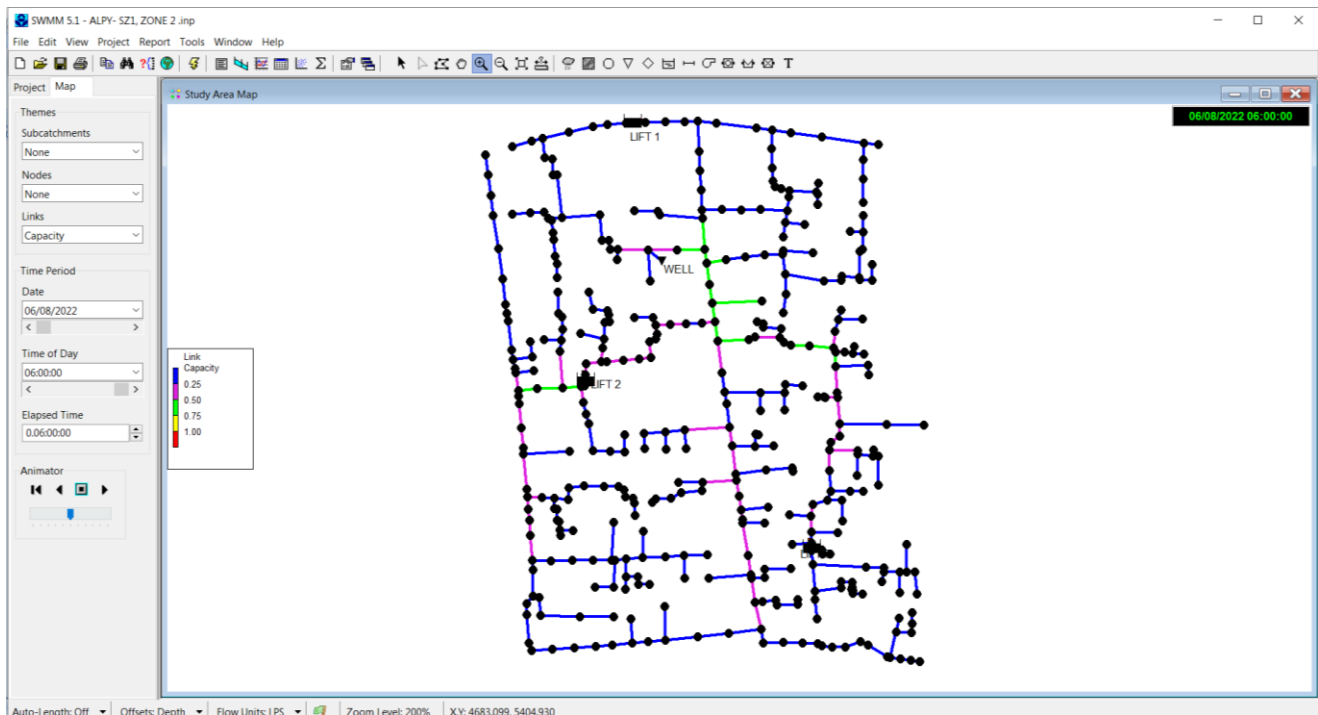 SWMM 5.1 - ALPY- SZ1, ZONE 2 .inp
File Edit View Project Report Tools Window Help
Project Map
Study Area Map
06/08/2022 06:00:00
Themes
Subcatchments
None
Nodes
None
Links
Capacity
Time Period
Date
06/08/2022
Time of Day
06:00:00
Elapsed Time
0.06:00:00
Animator
Link
Capacity
0.25
0.50
0.75
1.00
LIFT 1
WELL
LIFT 2
Auto-Length: Off Offsets: Depth Flow Units: LPS Zoom Level: 200% X,Y: 4683.099, 5404.930